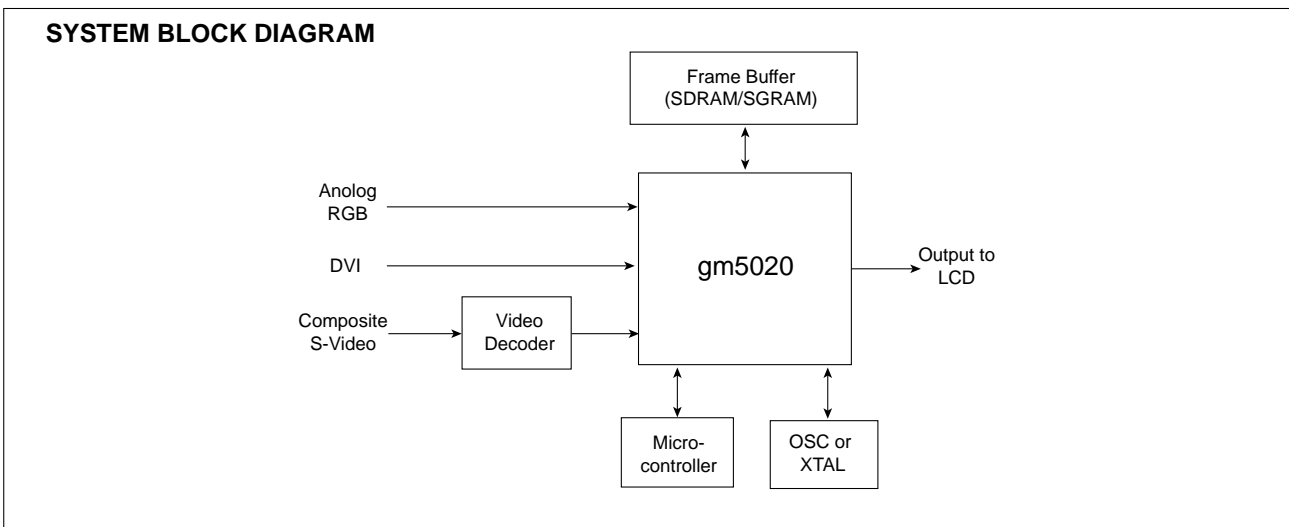 SYSTEM BLOCK DIAGRAM
Frame Buffer
(SDRAM/SGRAM)
Anolog
RGB
DVI
gm5020
Output to
LCD
Composite
S-Video
Video
Decoder
Micro-
controller
OSC or
XTAL